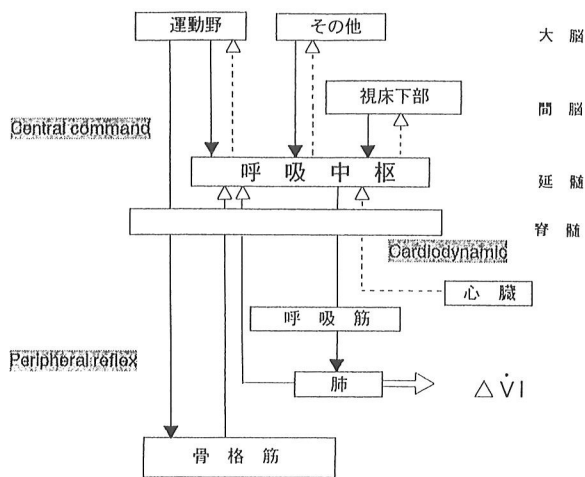 運動野
その他
大脳
視床下部
間脳
Central command
呼吸中枢
延髄
脊髄
Cardiodynamic
心臓
呼吸筋
Peripheral reflex
肺
△V̇I
骨格筋